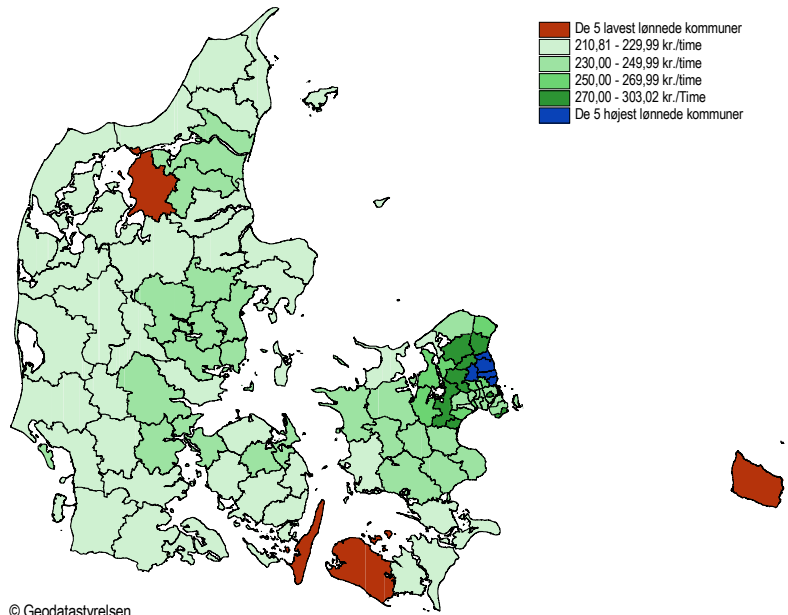 De 5 lavest lønnede kommuner
210,81 - 229,99 kr./time
230,00 - 249,99 kr./time
250,00 - 269,99 kr./time
270,00 - 303,02 kr./Time
De 5 højest lønnede kommuner
© Geodatastyrelsen